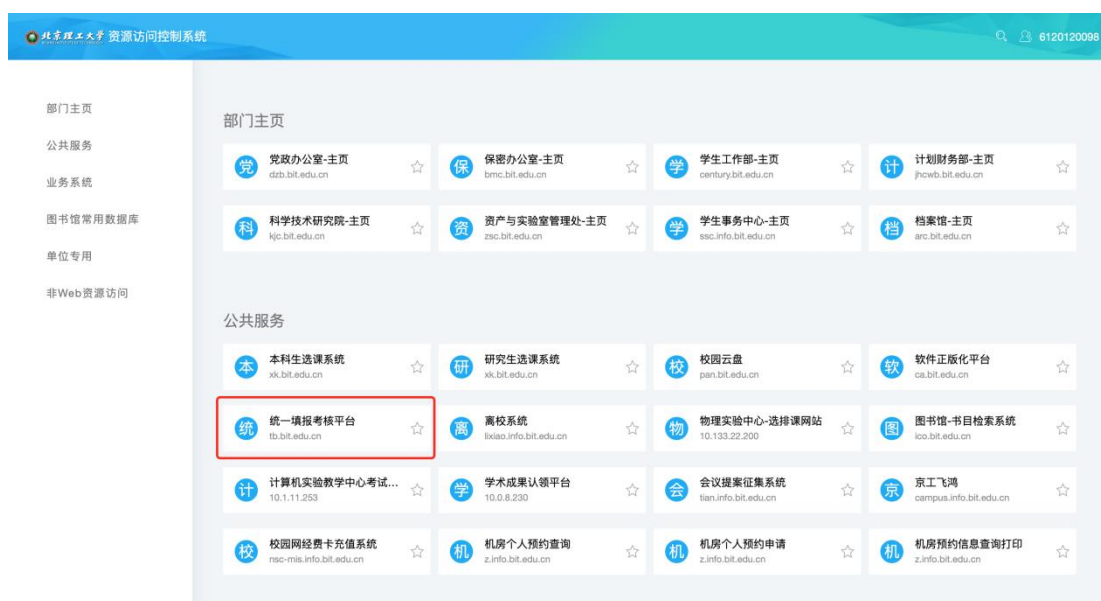 北京理工大学 资源访问控制系统
6120120098
部门主页
公共服务
业务系统
图书馆常用数据库
单位专用
非Web资源访问
部门主页
党 党政办公室-主页
dzb.bit.edu.cn
保 保密办公室-主页
bmc.bit.edu.cn
学 学生工作部-主页
century.bit.edu.cn
计 计划财务部-主页
jhcwb.bit.edu.cn
科 科学技术研究院-主页
kjc.bit.edu.cn
资 资产与实验室管理处-主页
zsc.bit.edu.cn
学 学生事务中心-主页
ssc.info.bit.edu.cn
档 档案馆-主页
arc.bit.edu.cn
公共服务
本 本科生选课系统
xk.bit.edu.cn
研 研究生选课系统
xk.bit.edu.cn
校 校园云盘
pan.bit.edu.cn
软 软件正版化平台
ca.bit.edu.cn
统 统一填报考核平台
tb.bit.edu.cn
离 离校系统
lixiao.info.bit.edu.cn
物 物理实验中心-选排课网站
10.133.22.200
图 图书馆-书目检索系统
ico.bit.edu.cn
计 计算机实验教学中心考试...
10.1.11.253
学 学术成果认领平台
10.0.8.230
会 会议提案征集系统
tian.info.bit.edu.cn
京 京工飞鸿
campus.info.bit.edu.cn
校 校园网经费卡充值系统
nsc-mis.info.bit.edu.cn
机 机房个人预约查询
z.info.bit.edu.cn
机 机房个人预约申请
z.info.bit.edu.cn
机 机房预约信息查询打印
z.info.bit.edu.cn